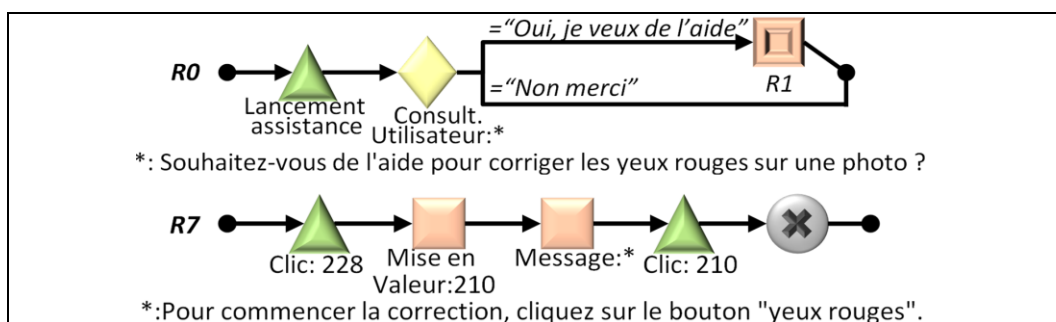 ="Oui, je veux de l'aide"
R0
R1
="Non merci"
Lancement
assistance
Consult.
Utilisateur:*
*: Souhaitez-vous de l'aide pour corriger les yeux rouges sur une photo ?
R7
Clic: 228
Mise en
Valeur:210
Message:*
Clic: 210
*:Pour commencer la correction, cliquez sur le bouton "yeux rouges".